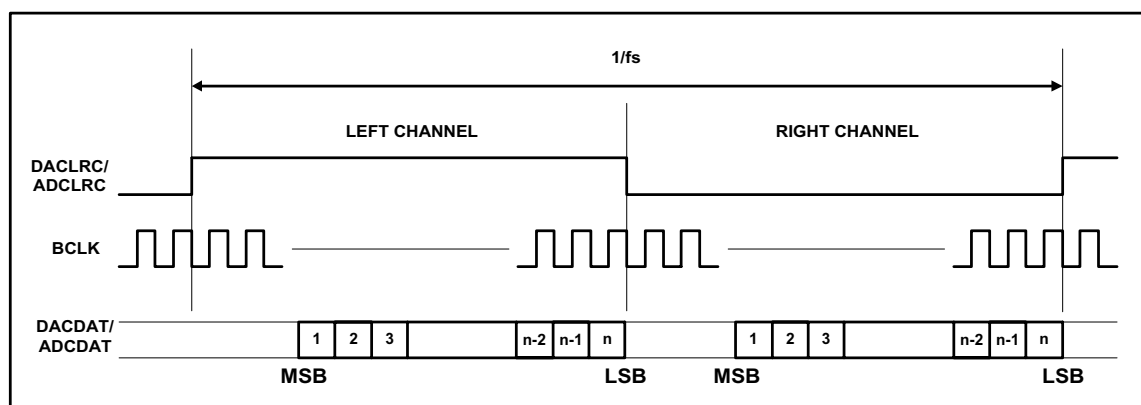 1/fs
LEFT CHANNEL
RIGHT CHANNEL
DACLRC/
ADCLRC
BCLK
DACDAT/
ADCDAT
1 2 3 n-2 n-1 n 1 2 3 n-2 n-1 n
MSB LSB MSB LSB